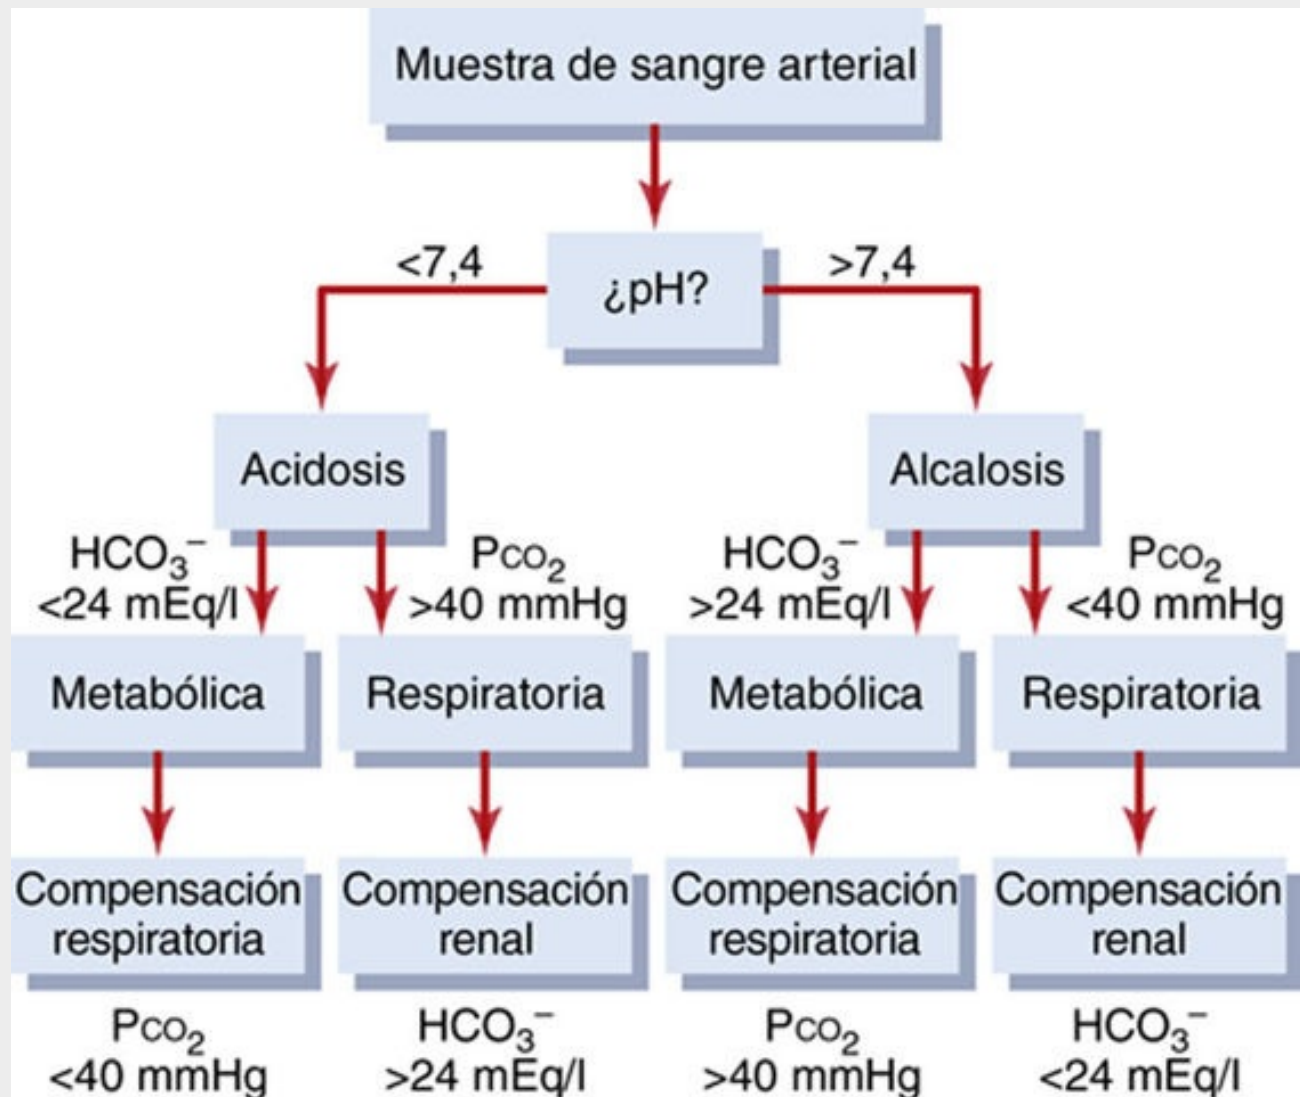 Muestra de sangre arterial
<7,4
¿pH?
>7,4
Acidosis
Alcalosis
HCO₃⁻
<24 mEq/l
Pco₂
>40 mmHg
HCO₃⁻
>24 mEq/l
Pco₂
<40 mmHg
Metabólica
Respiratoria
Metabólica
Respiratoria
Compensación
respiratoria
Compensación
renal
Compensación
respiratoria
Compensación
renal
Pco₂
<40 mmHg
HCO₃⁻
>24 mEq/l
Pco₂
>40 mmHg
HCO₃⁻
<24 mEq/l